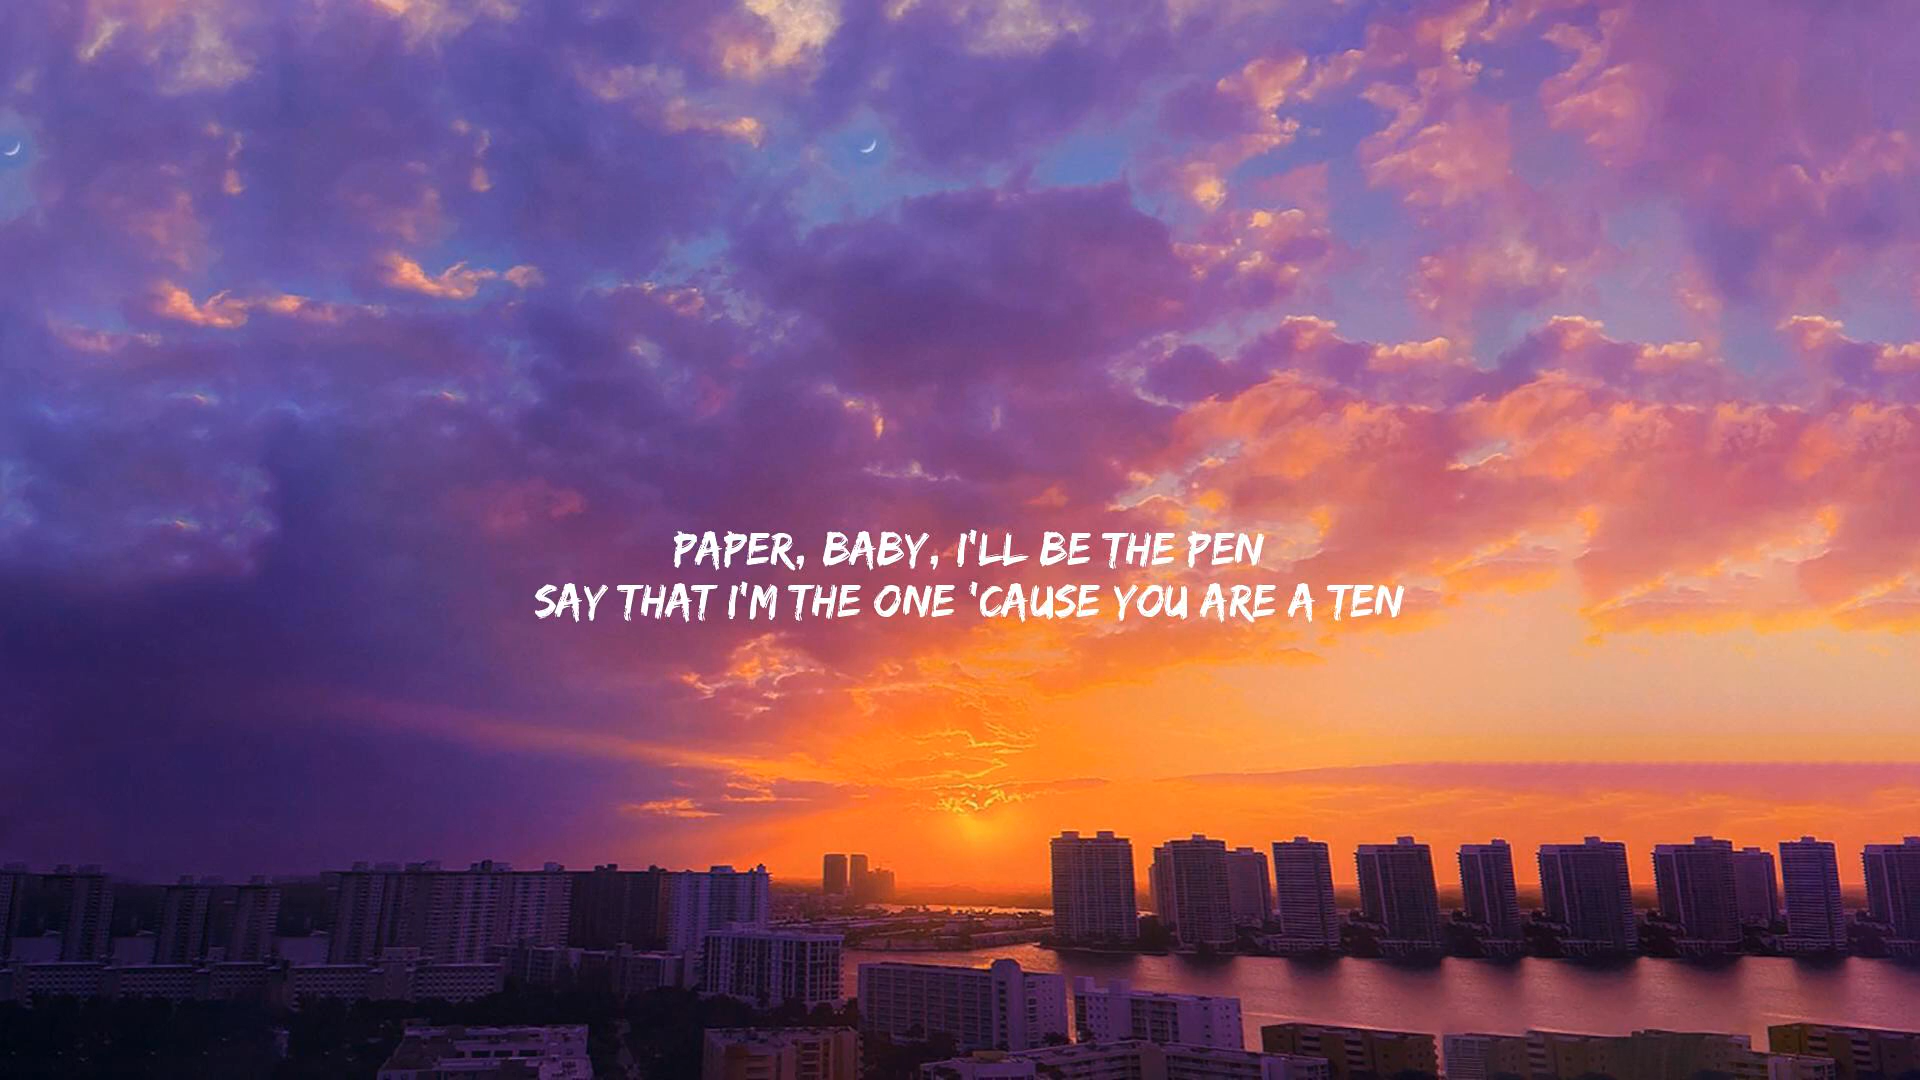 PAPER, BABY, I'LL BE THE PEN
SAY THAT I'M THE ONE 'CAUSE YOU ARE A TEN